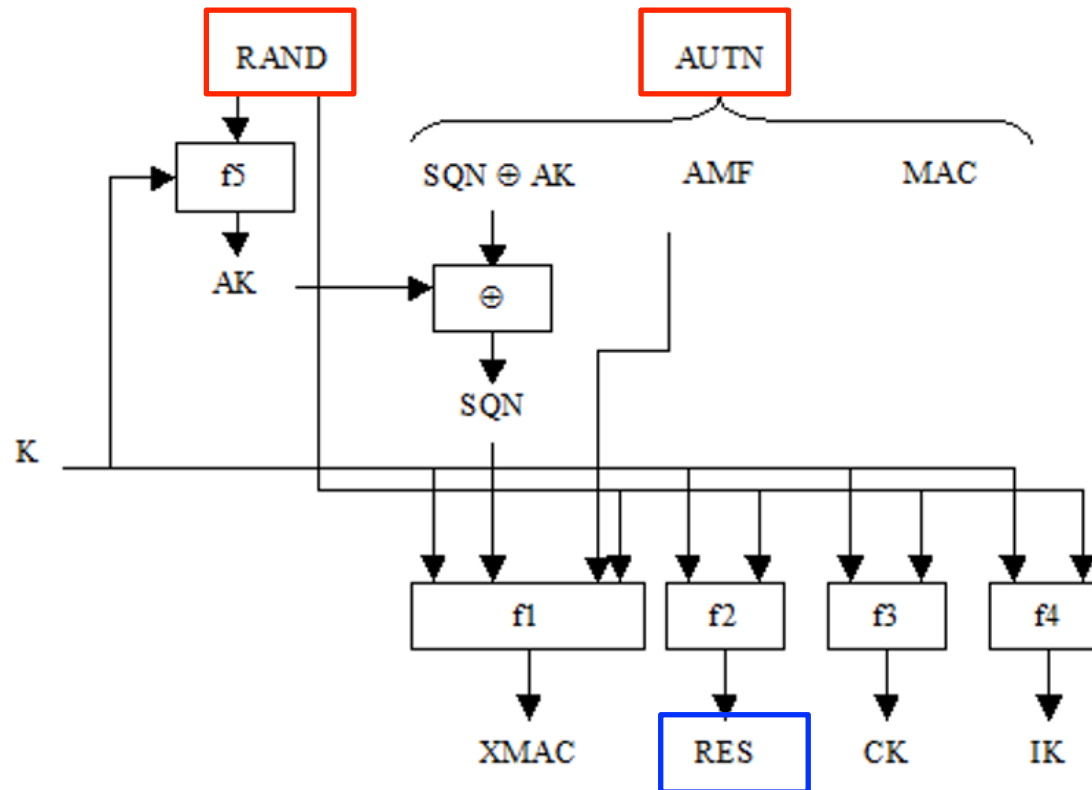 RAND AUTN
f5 SQN ⊕ AK AMF MAC
AK ⊕
SQN
K
f1 f2 f3 f4
XMAC RES CK IK